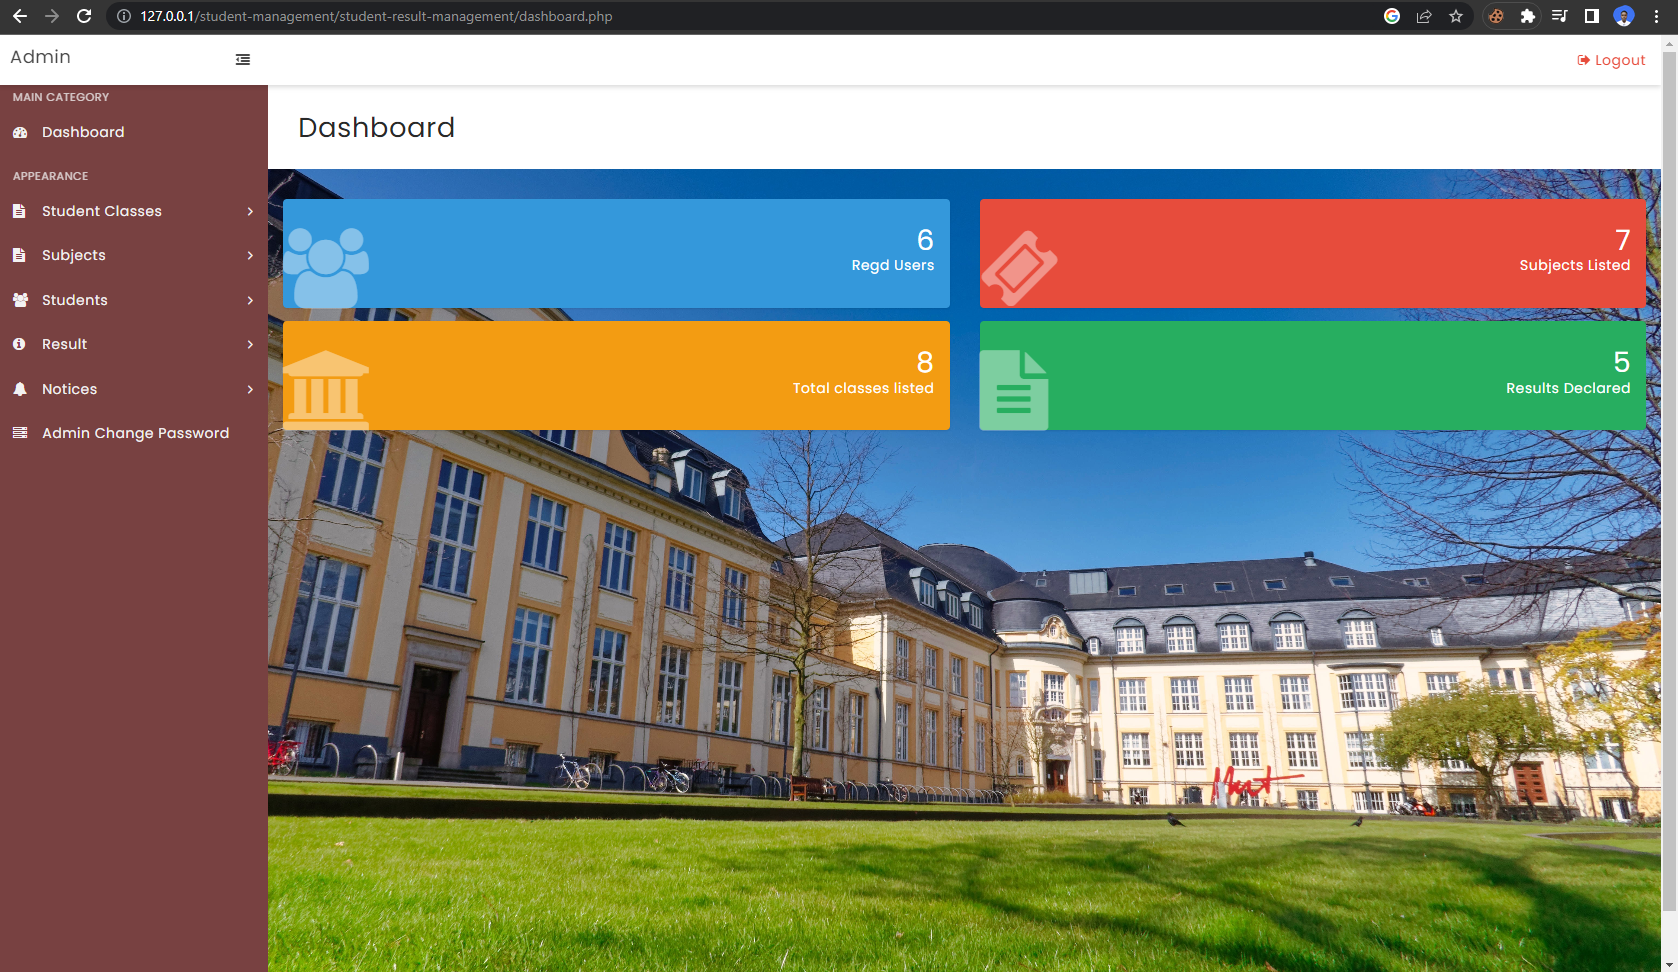 127.0.0.1/student-management/student-result-management/dashboard.php
Admin
Logout
MAIN CATEGORY
Dashboard
APPEARANCE
Student Classes
Subjects
Students
Result
Notices
Admin Change Password
Dashboard
6
Regd Users
7
Subjects Listed
8
Total classes listed
5
Results Declared